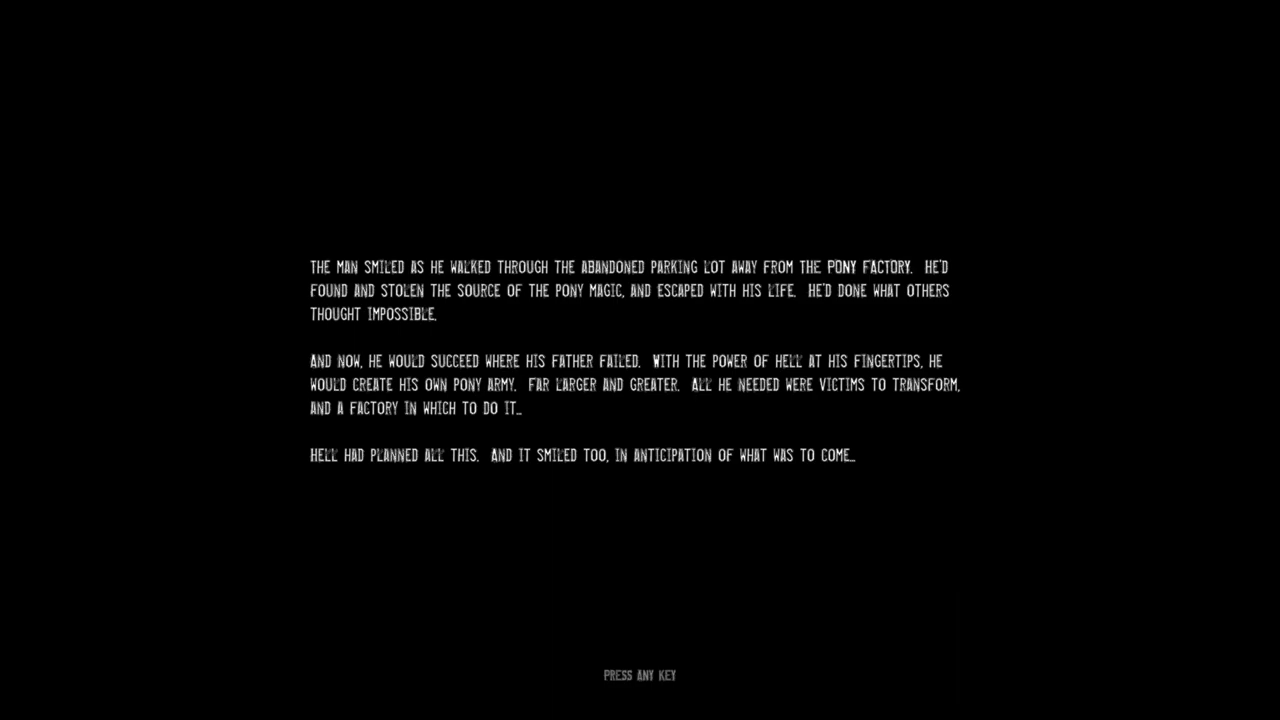 THE MAN SMILED AS HE WALKED THROUGH THE ABANDONED PARKING LOT AWAY FROM THE PONY FACTORY.  HE'D
FOUND AND STOLEN THE SOURCE OF THE PONY MAGIC, AND ESCAPED WITH HIS LIFE.  HE'D DONE WHAT OTHERS
THOUGHT IMPOSSIBLE.
AND NOW, HE WOULD SUCCEED WHERE HIS FATHER FAILED.  WITH THE POWER OF HELL AT HIS FINGERTIPS, HE
WOULD CREATE HIS OWN PONY ARMY.  FAR LARGER AND GREATER.  ALL HE NEEDED WERE VICTIMS TO TRANSFORM,
AND A FACTORY IN WHICH TO DO IT...
HELL HAD PLANNED ALL THIS.  AND IT SMILED TOO, IN ANTICIPATION OF WHAT WAS TO COME...
PRESS ANY KEY